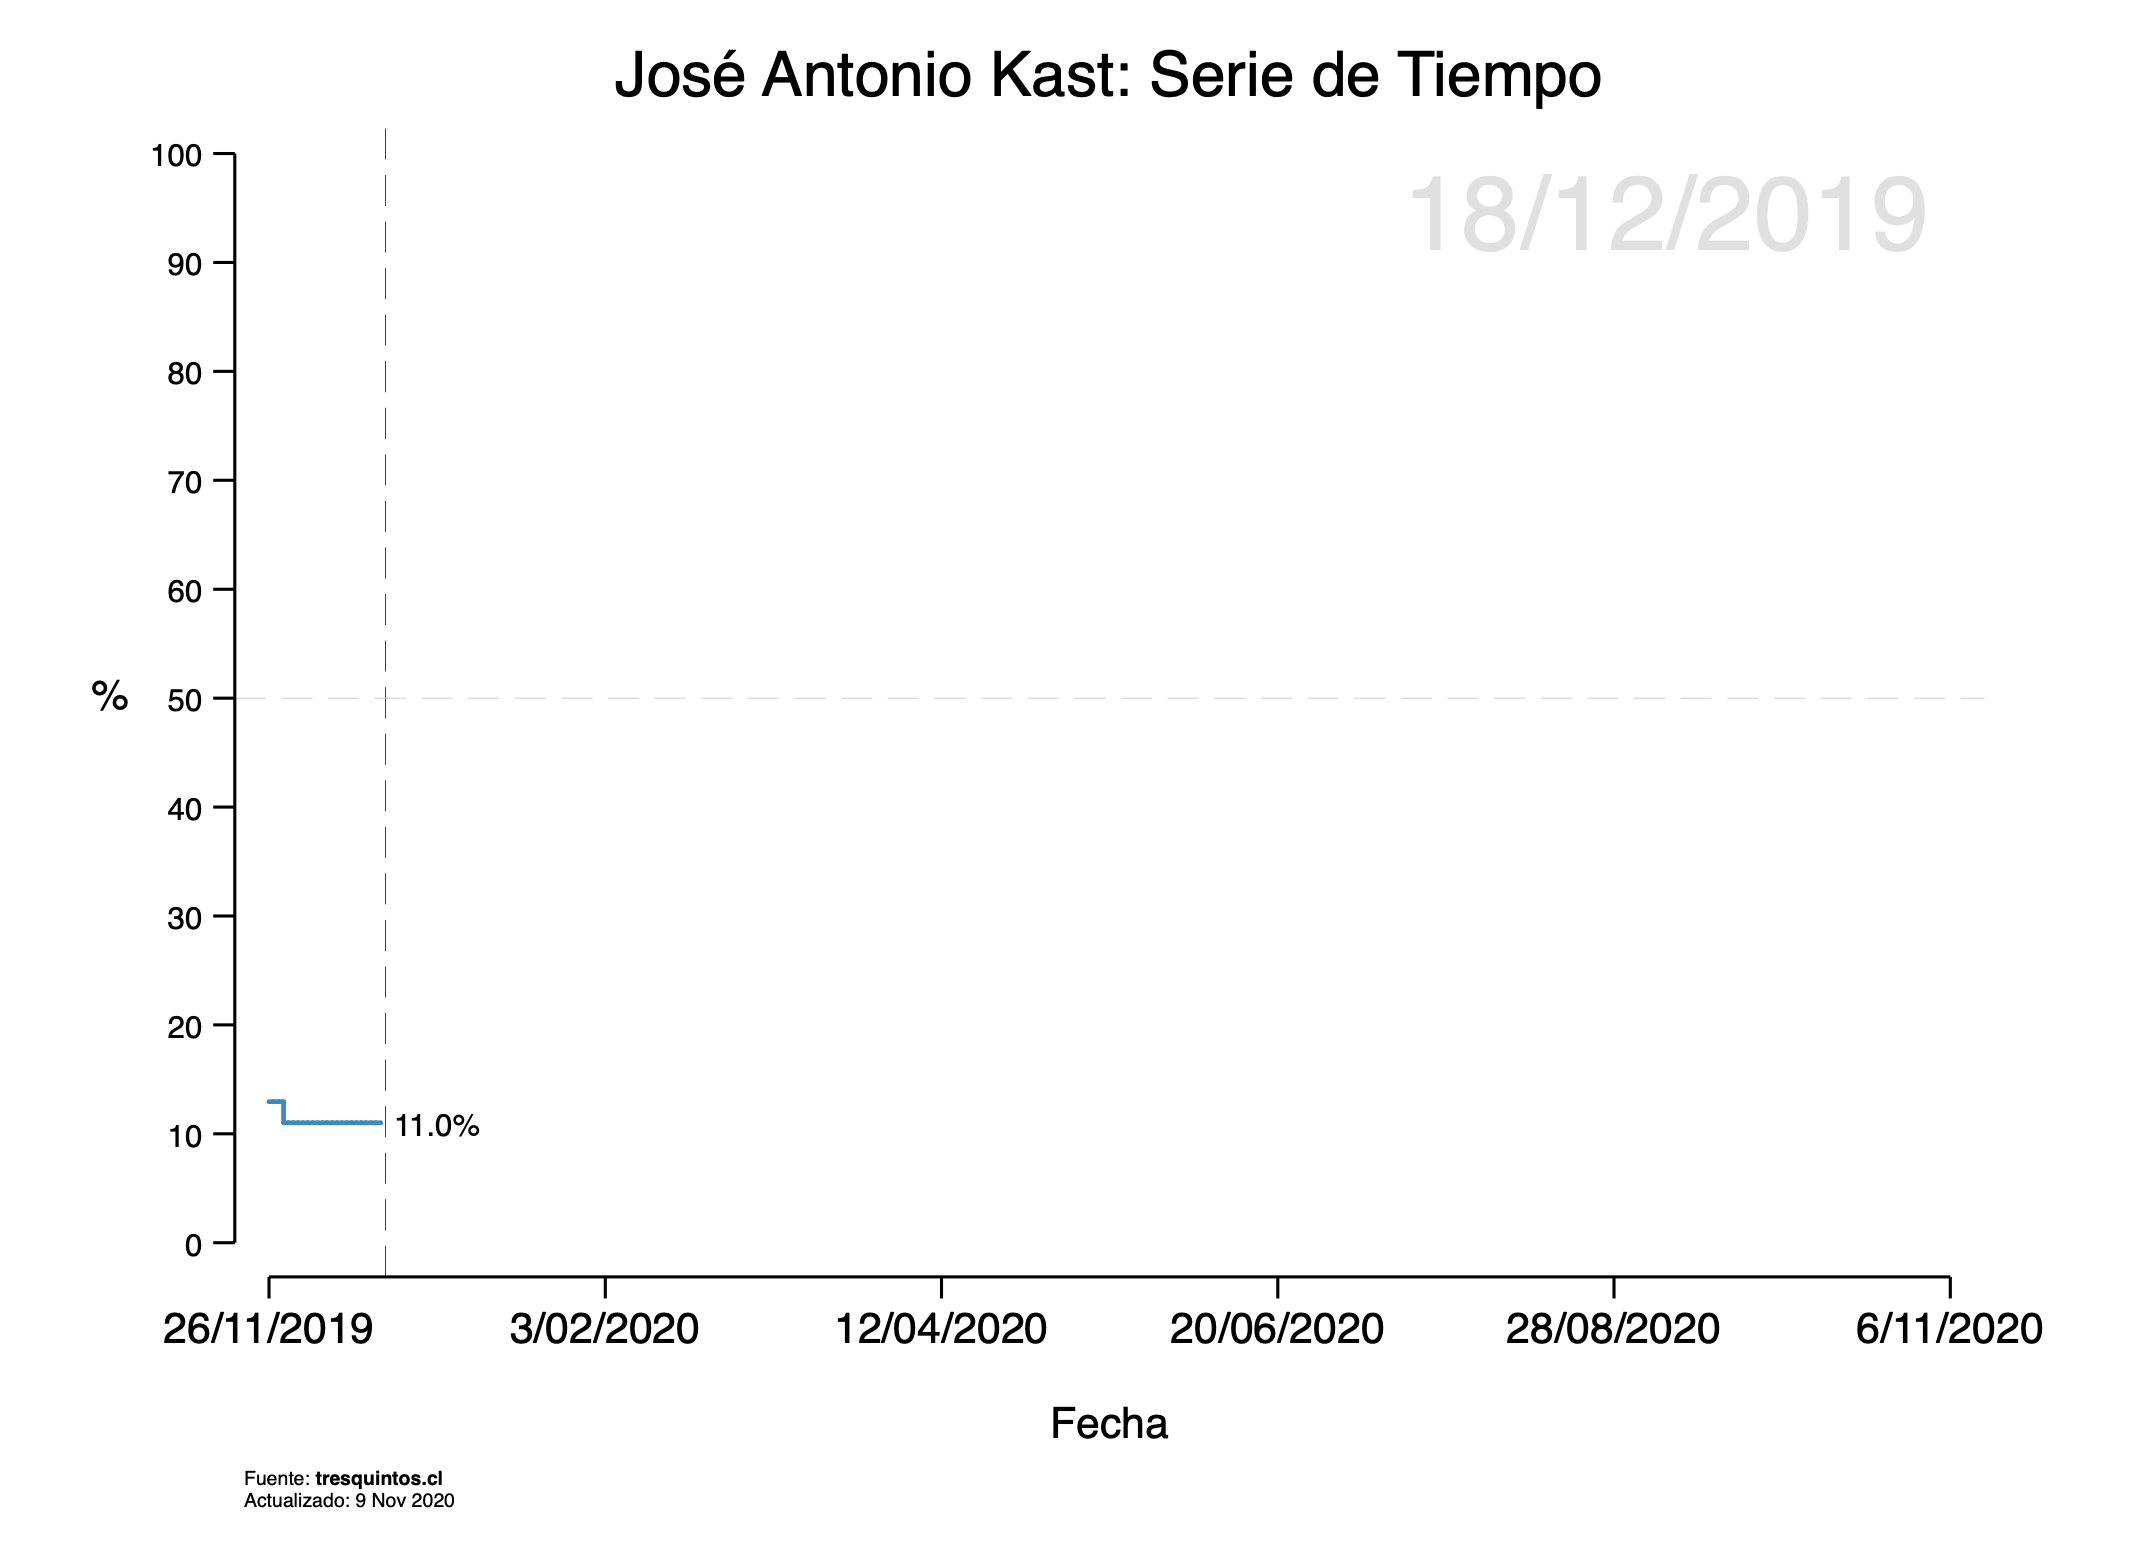 José Antonio Kast: Serie de Tiempo
18/12/2019
100
90
80
70
60
50
40
30
20
10
0
%
11.0%
26/11/2019 3/02/2020 12/04/2020 20/06/2020 28/08/2020 6/11/2020
Fecha
Fuente: tresquintos.cl
Actualizado: 9 Nov 2020